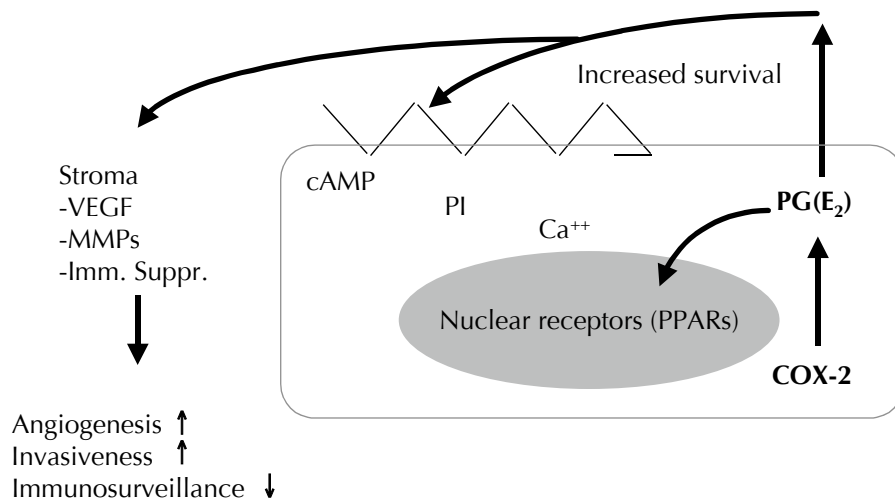 Increased survival
Stroma
-VEGF
-MMPs
-Imm. Suppr.
cAMP
PI
Ca⁺⁺
PG(E₂)
Nuclear receptors (PPARs)
COX-2
Angiogenesis ↑
Invasiveness ↑
Immunosurveillance ↓